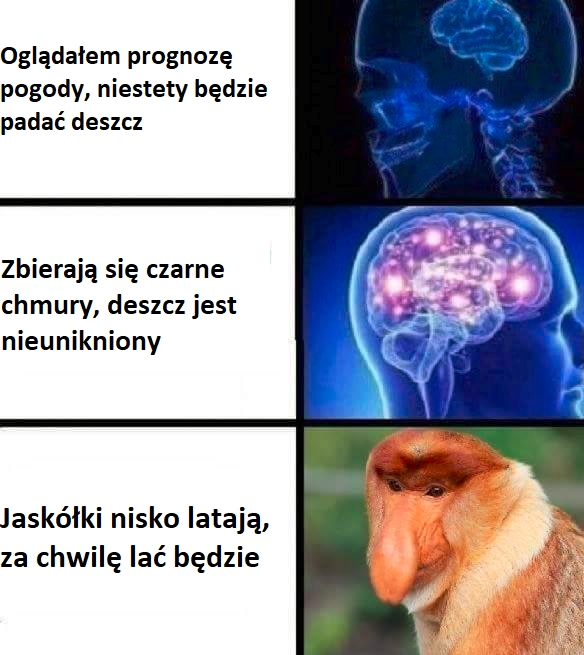 Oglądałem prognozę
pogody, niestety będzie
padać deszcz
Zbierają się czarne
chmury, deszcz jest
nieunikniony
Jaskółki nisko latają,
za chwilę lać będzie